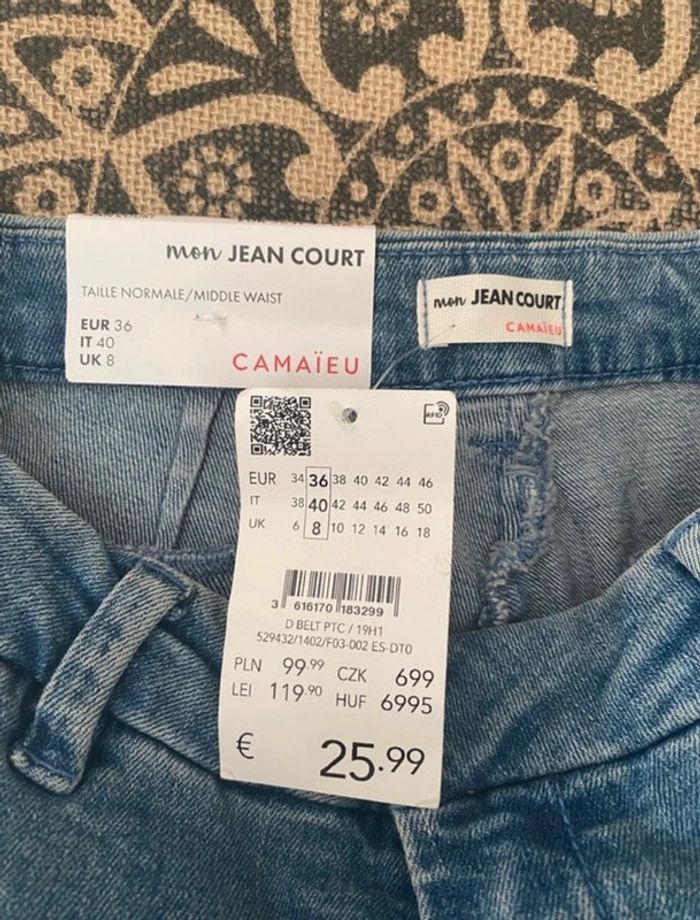 mon JEAN COURT
TAILLE NORMALE/MIDDLE WAIST
EUR 36
IT 40
UK 8
CAMAÏEU
mon JEAN COURT
CAMAÏEU
RFID
EUR 34 36 38 40 42 44 46
IT 38 40 42 44 46 48 50
UK 6 8 10 12 14 16 18
3 616170 183299
D BELT PTC / 19H1
529432/1402/F03-002 ES-DT0
PLN 99.99 CZK 699
LEI 119.90 HUF 6995
€ 25.99